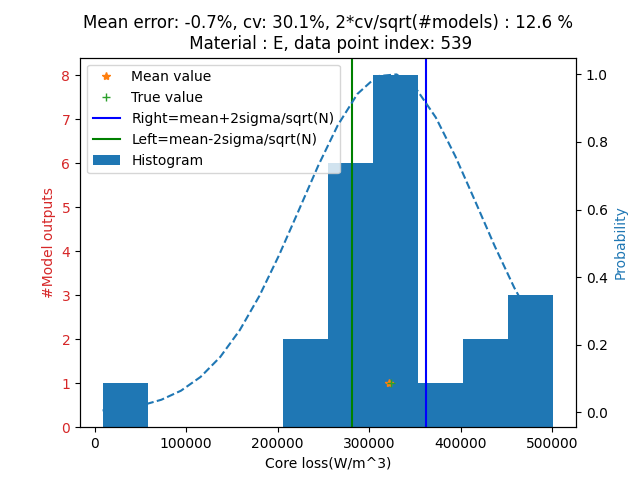 Mean error: -0.7%, cv: 30.1%, 2*cv/sqrt(#models) : 12.6 %
Material : E, data point index: 539
Mean value
True value
Right=mean+2sigma/sqrt(N)
Left=mean-2sigma/sqrt(N)
Histogram
#Model outputs
8
7
6
5
4
3
2
1
0
1.0
0.8
0.6
0.4
0.2
0.0
Probability
0 100000 200000 300000 400000 500000
Core loss(W/m^3)